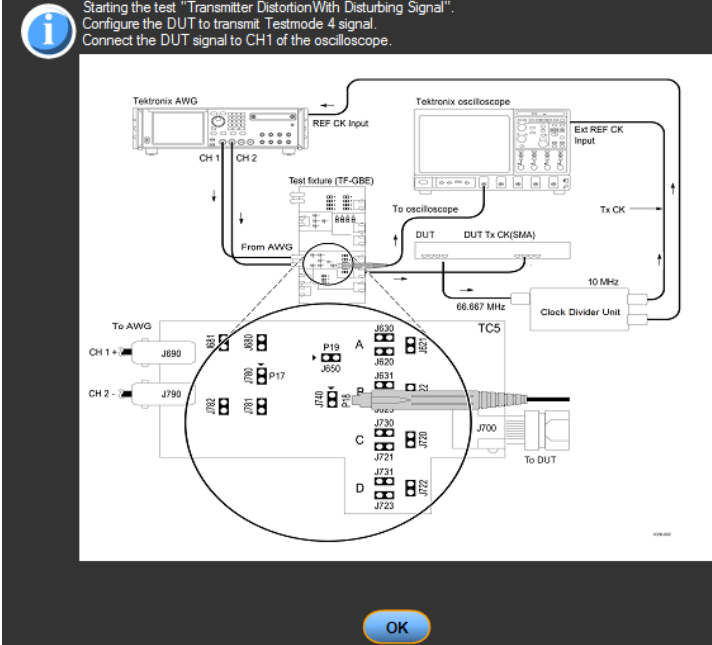 Starting the test "Transmitter DistortionWith Disturbing Signal".
Configure the DUT to transmit Testmode 4 signal.
Connect the DUT signal to CH1 of the oscilloscope.
Tektronix AWG
Tektronix oscilloscope
REF CK Input
Ext REF CK
Input
CH 1
CH 2
Test fixture (TF-GBE)
To oscilloscope
Tx CK
DUT
DUT Tx CK(SMA)
From AWG
10 MHz
66.667 MHz
Clock Divider Unit
To AWG
TC5
CH 1 +
J690
J681
J680
P19
J650
A
J630
J620
J621
CH 2 -
J790
J780
P17
J782
J781
J740
P18
B
J631
J700
To DUT
C
J730
J721
J720
D
J731
J723
J722
OK